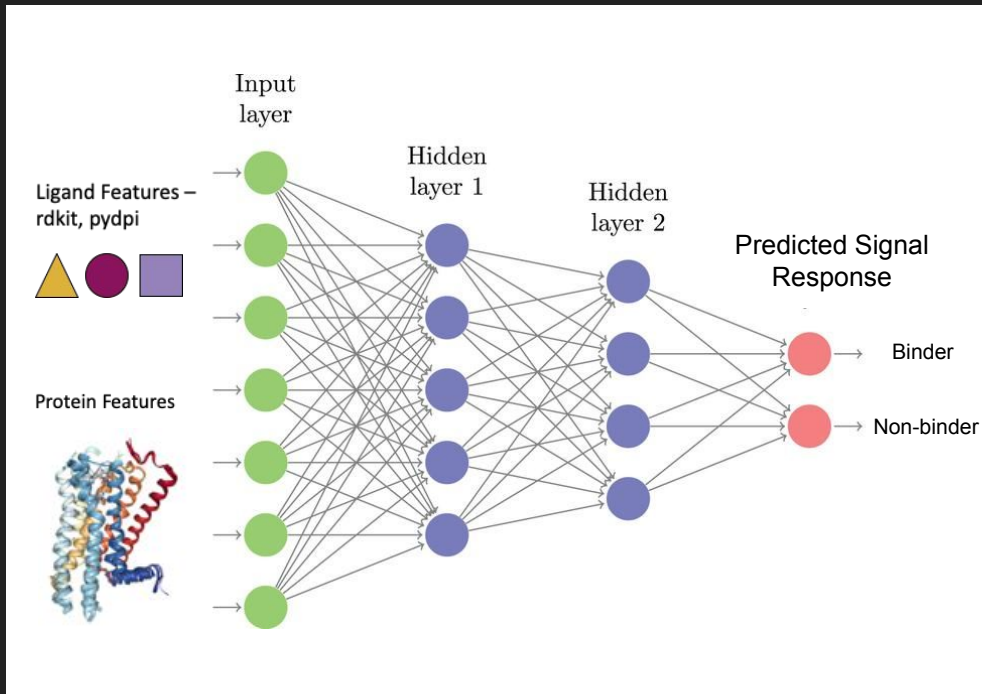 Input
layer
Hidden
layer 1
Hidden
layer 2
Ligand Features –
rdkit, pydpi
Protein Features
Predicted Signal
Response
Binder
Non-binder